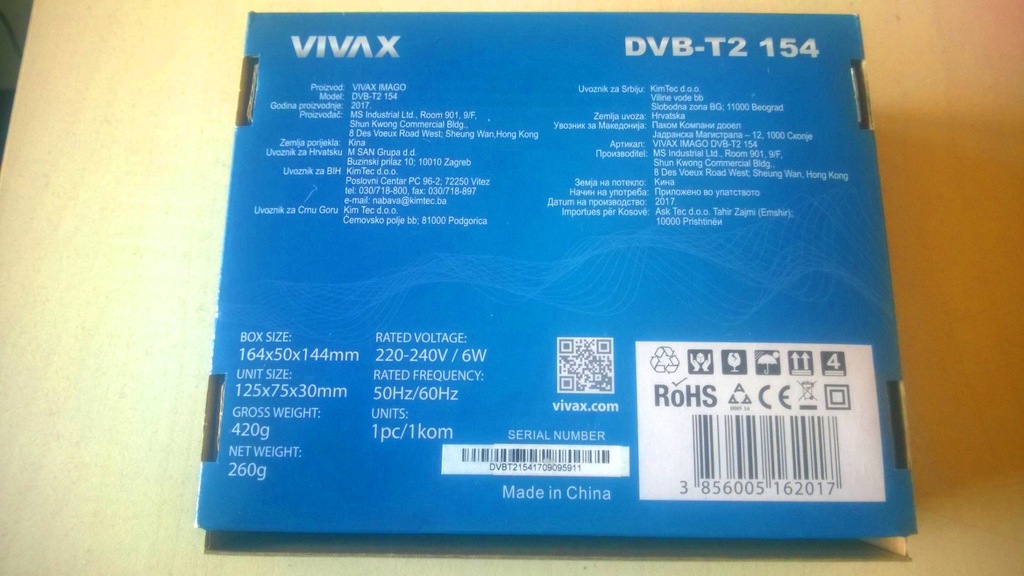 VIVAX
DVB-T2 154
Proizvod: VIVAX IMAGO
Model: DVB-T2 154
Godina proizvodnje: 2017.
Proizvođač: MS Industrial Ltd., Room 901, 9/F,
Shun Kwong Commercial Bldg.,
8 Des Voeux Road West; Sheung Wan,Hong Kong
Zemlja porijekla: Kina
Uvoznik za Hrvatsku M SAN Grupa d.d.
Buzinski prilaz 10; 10010 Zagreb
Uvoznik za BIH KimTec d.o.o.
Poslovni Centar PC 96-2; 72250 Vitez
tel: 030/718-800, fax: 030/718-897
e-mail: nabava@kimtec.ba
Uvoznik za Crnu Goru Kim Tec d.o.o.
Ćemovsko polje bb; 81000 Podgorica
Uvoznik za Srbiju: KimTec d.o.o.
Viline vode bb
Slobodna zona BG; 11000 Beograd
Zemlja uvoza: Hrvatska
Увозник за Македонија: Паком Компани дооел
Јадранска Магистрала – 12, 1000 Скопје
Артикал: VIVAX IMAGO DVB-T2 154
Производител: MS Industrial Ltd., Room 901, 9/F,
Shun Kwong Commercial Bldg.,
8 Des Voeux Road West; Sheung Wan, Hong Kong
Земја на потекло: Кина
Начин на употреба: Приложено во упатството
Датум на производство: 2017.
Importues për Kosovë: Ask Tec d.o.o. Tahir Zajmi (Emshir);
10000 Prishtinëi
BOX SIZE:
164x50x144mm
UNIT SIZE:
125x75x30mm
GROSS WEIGHT:
420g
NET WEIGHT:
260g
RATED VOLTAGE:
220-240V / 6W
RATED FREQUENCY:
50Hz/60Hz
UNITS:
1pc/1kom
vivax.com
SERIAL NUMBER
DVBT21541709095911
Made in China
4
RoHS
CE
3 856005 162017